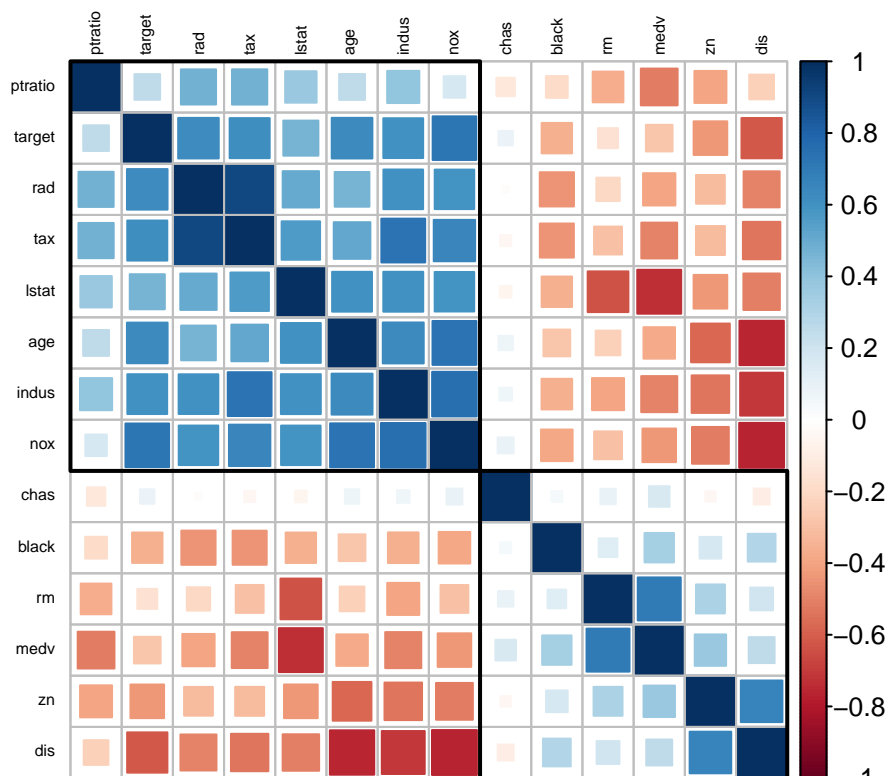 ptratio target rad tax lstat age indus nox chas black rm medv zn dis
ptratio
target
rad
tax
lstat
age
indus
nox
chas
black
rm
medv
zn
dis
1
0.8
0.6
0.4
0.2
0
−0.2
−0.4
−0.6
−0.8